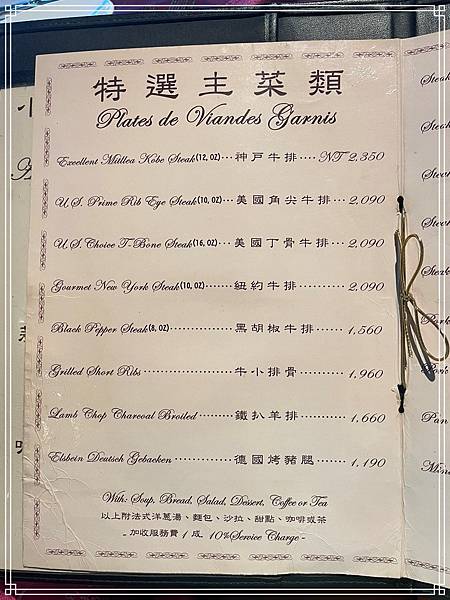 特選主菜類
Plates de Viandes Garnis
Excellent Mitllea Kobe Steak(12, OZ)···神戶牛排····NT 2,350
U.S. Prime Rib Eye Steak(10, OZ)···美國角尖牛排···2,090
U.S. Choice T-Bone Steak(16, OZ)···美國丁骨牛排···2,090
Gourmet New York Steak(10, OZ)·······紐約牛排··········2,090
Black Pepper Steak(8, OZ)···············黑胡椒牛排······1,560
Grilled Short Ribs····················牛小排骨··········1,960
Lamb Chop Charcoal Broiled·········鐵扒羊排··········1,660
Elsbein Deutsch Gebacken·············德國烤豬腿·······1,190
With: Soup, Bread, Salad, Dessert, Coffee or Tea
以上附法式洋蔥湯、麵包、沙拉、甜點、咖啡或茶
- 加收服務費 1 成 10%Service Charge -
Steak
Pork
Pan